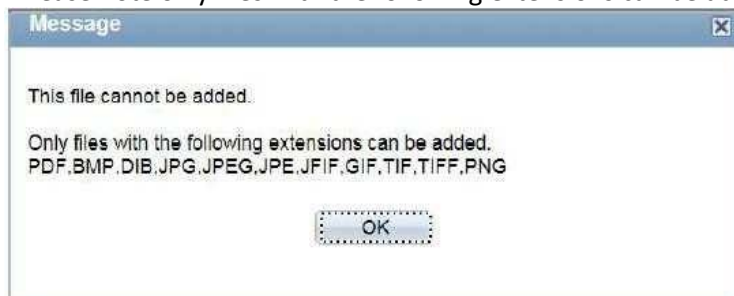 Message
This file cannot be added.
Only files with the following extensions can be added.
PDF,BMP,DIB,JPG,JPEG,JPE,JFIF,GIF,TIF,TIFF,PNG
OK